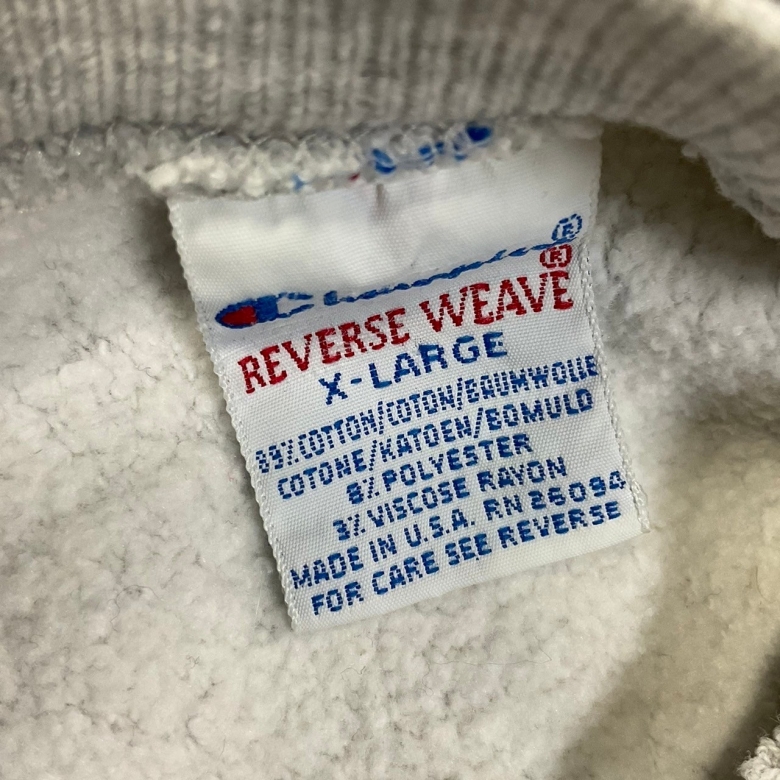 Champion®
REVERSE WEAVE®
X-LARGE
89% COTTON/COTON/BAUMWOLLE
COTONE/KATOEN/BOMULD
8% POLYESTER
3% VISCOSE RAYON
MADE IN U.S.A. RN 26094
FOR CARE SEE REVERSE